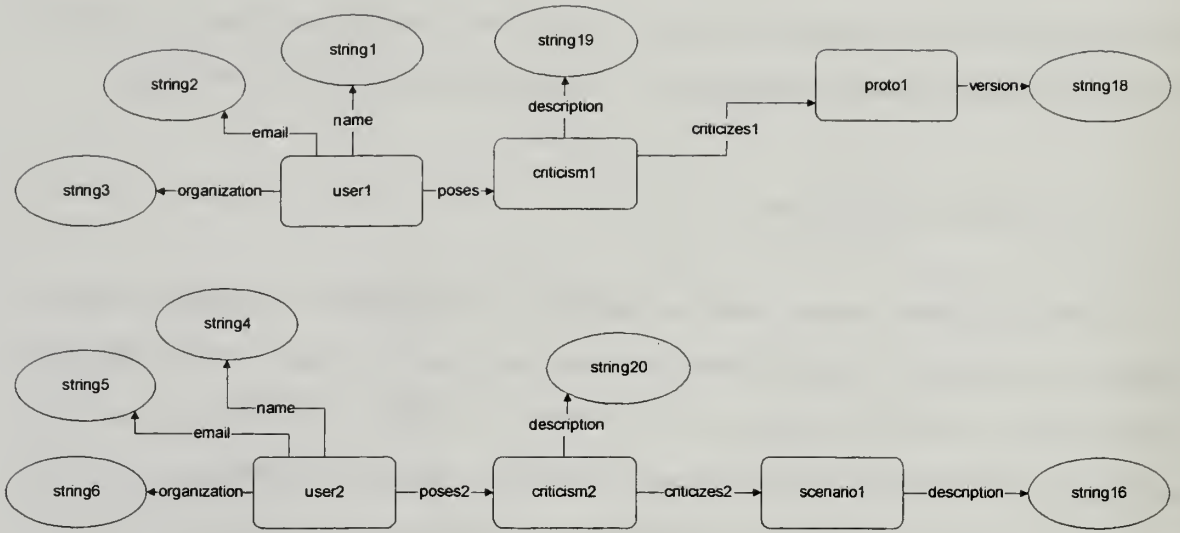 string1
string19
string2
proto1
version
string18
description
email
name
criticizes1
criticism1
string3
organization
user1
poses
string4
string20
string5
name
email
description
string6
organization
user2
poses2
criticism2
criticizes2
scenario1
description
string16